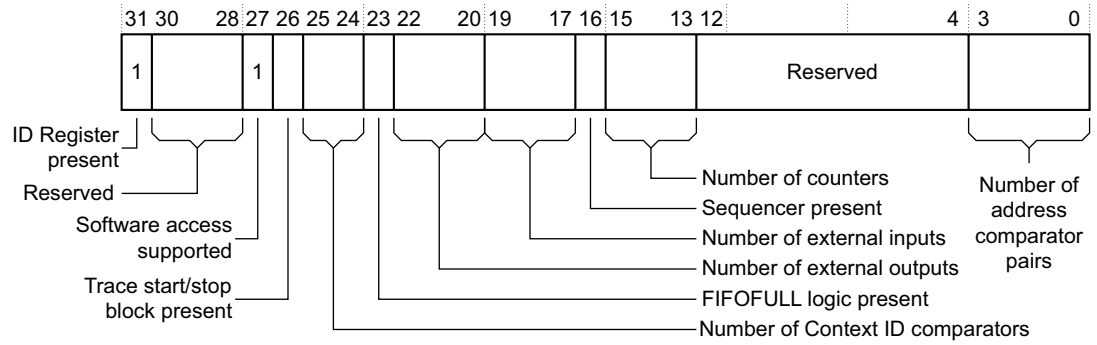 31 30 28 27 26 25 24 23 22 20 19 17 16 15 13 12 4 3 0
1 1 Reserved
ID Register
present
Reserved
Software access
supported
Trace start/stop
block present
Number of counters
Sequencer present
Number of external inputs
Number of external outputs
FIFOFULL logic present
Number of Context ID comparators
Number of
address
comparator
pairs